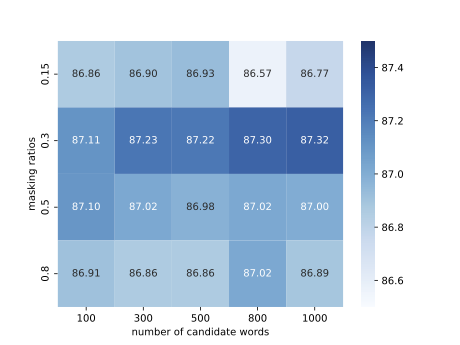 0.15 86.86 86.90 86.93 86.57 86.77
0.3 87.11 87.23 87.22 87.30 87.32
0.5 87.10 87.02 86.98 87.02 87.00
0.8 86.91 86.86 86.86 87.02 86.89
100 300 500 800 1000
number of candidate words
masking ratios
87.4
87.2
87.0
86.8
86.6